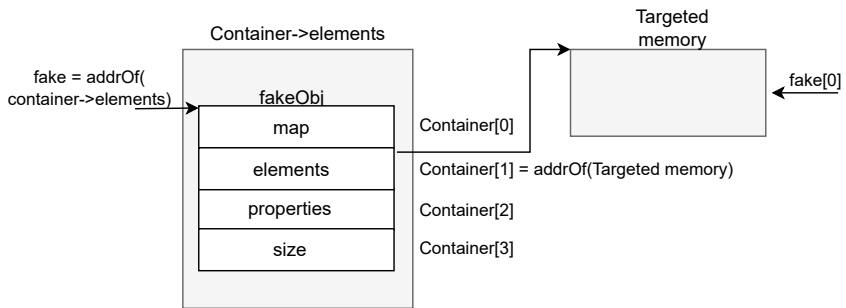 Targeted
memory
Container->elements
fake = addrOf(
container->elements)
fake[0]
fakeObj
map
Container[0]
elements
Container[1] = addrOf(Targeted memory)
properties
Container[2]
size
Container[3]